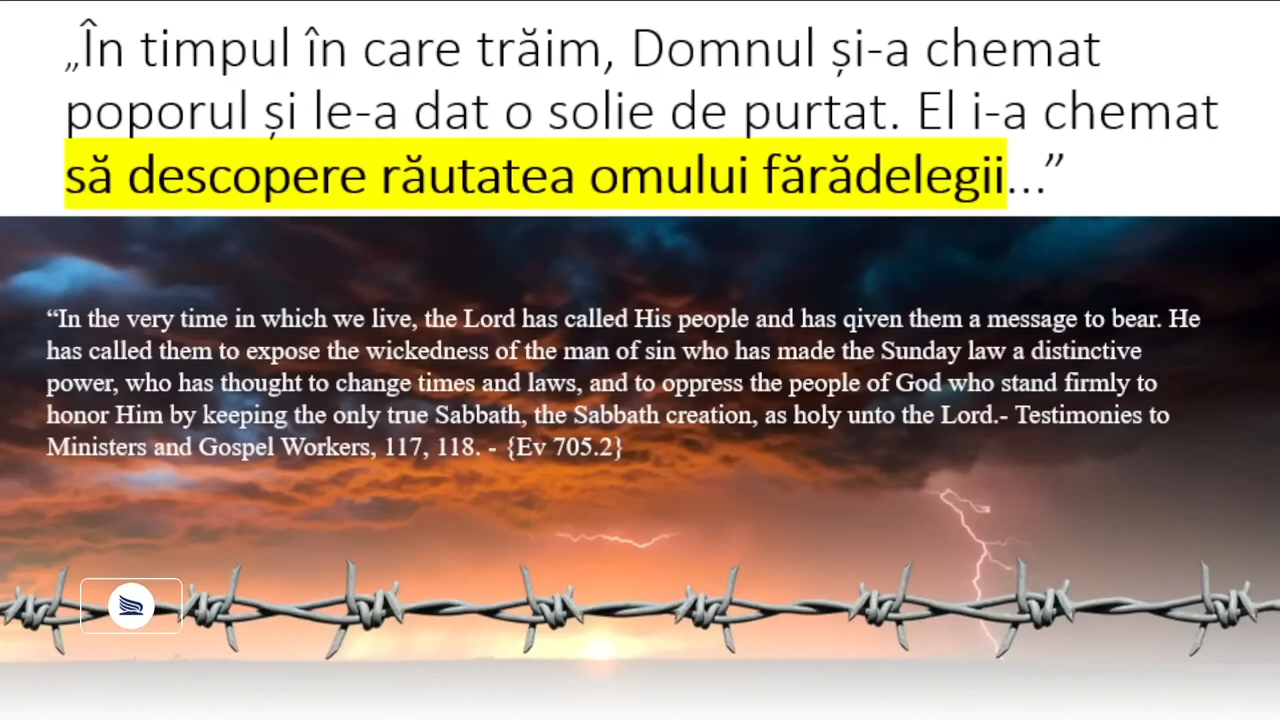 „În timpul în care trăim, Domnul și-a chemat
poporul și le-a dat o solie de purtat. El i-a chemat
să descopere răutatea omului fărădelegii...”
“In the very time in which we live, the Lord has called His people and has qiven them a message to bear. He
has called them to expose the wickedness of the man of sin who has made the Sunday law a distinctive
power, who has thought to change times and laws, and to oppress the people of God who stand firmly to
honor Him by keeping the only true Sabbath, the Sabbath creation, as holy unto the Lord.- Testimonies to
Ministers and Gospel Workers, 117, 118. - {Ev 705.2}